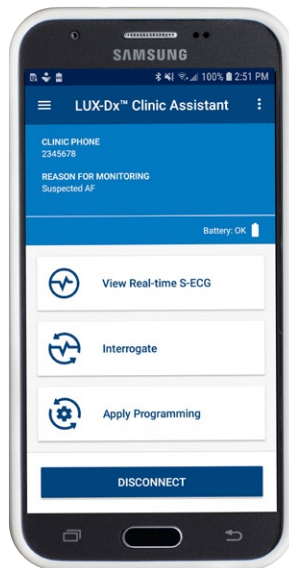 SAMSUNG
100% 2:51 PM
LUX-Dx™ Clinic Assistant
CLINIC PHONE
2345678
REASON FOR MONITORING
Suspected AF
Battery: OK
View Real-time S-ECG
Interrogate
Apply Programming
DISCONNECT